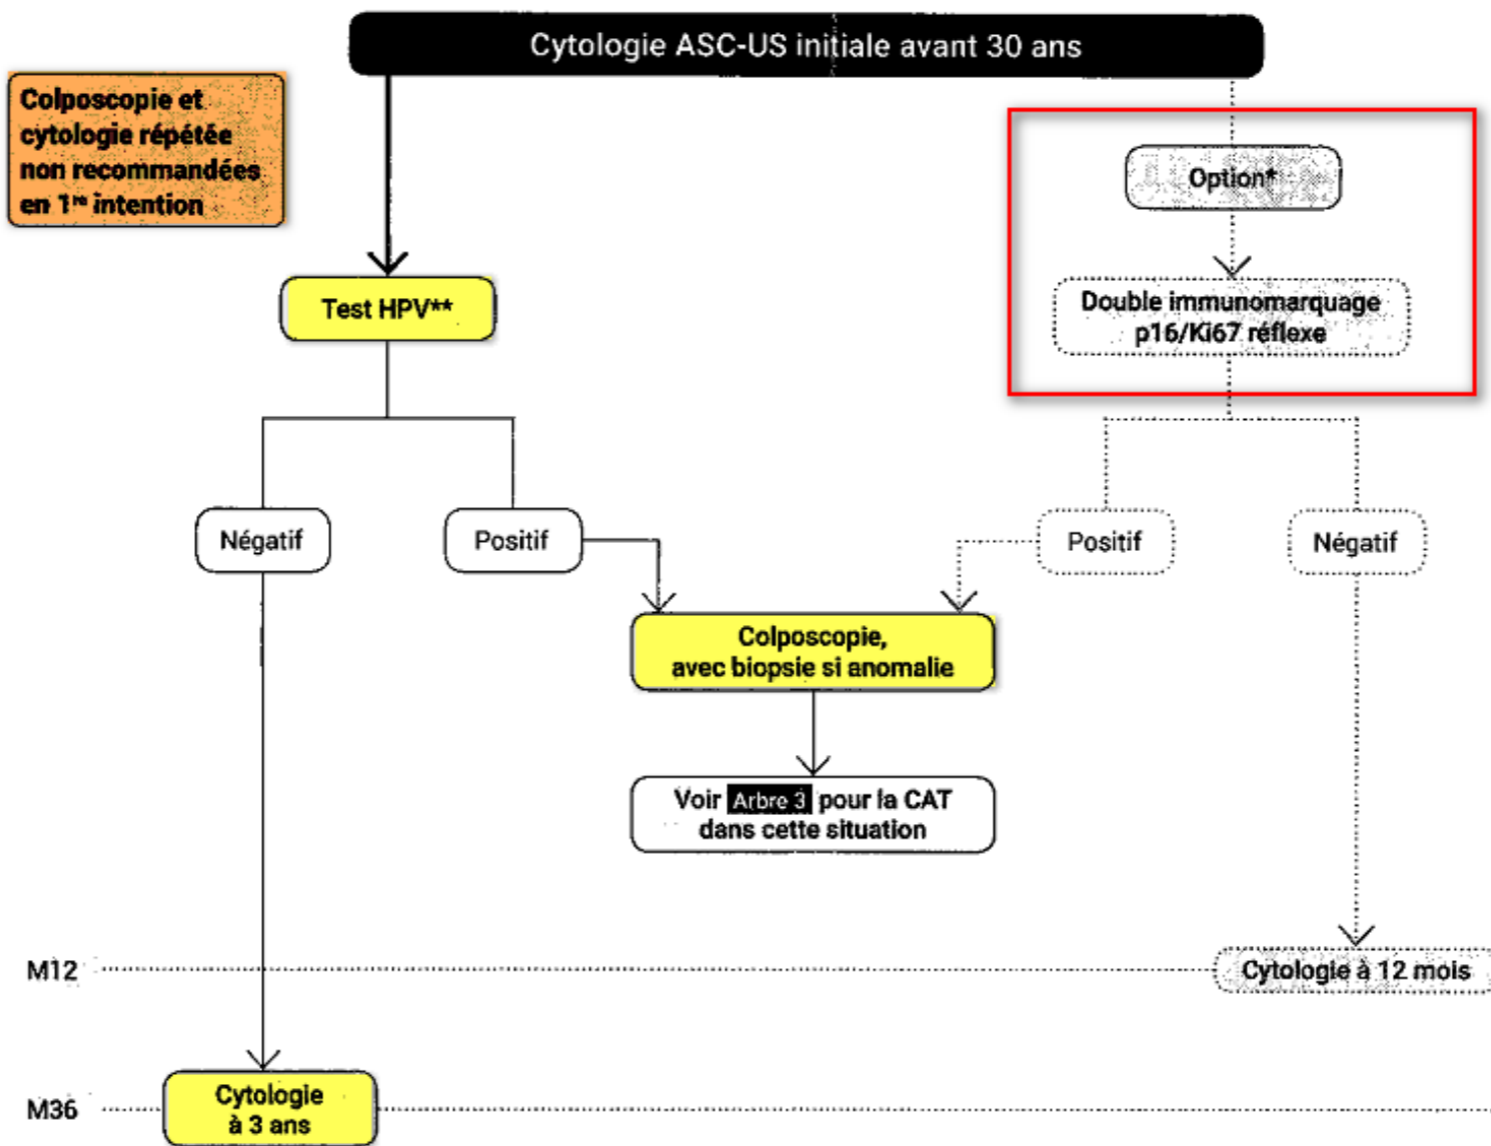 Cytologie ASC-US initiale avant 30 ans
Colposcopie et
cytologie répétée
non recommandées
en 1re intention
Option*
Test HPV**
Double immunomarquage
p16/Ki67 réflexe
Négatif
Positif
Positif
Négatif
Colposcopie,
avec biopsie si anomalie
Voir Arbre 3 pour la CAT
dans cette situation
M12
Cytologie à 12 mois
M36
Cytologie
à 3 ans